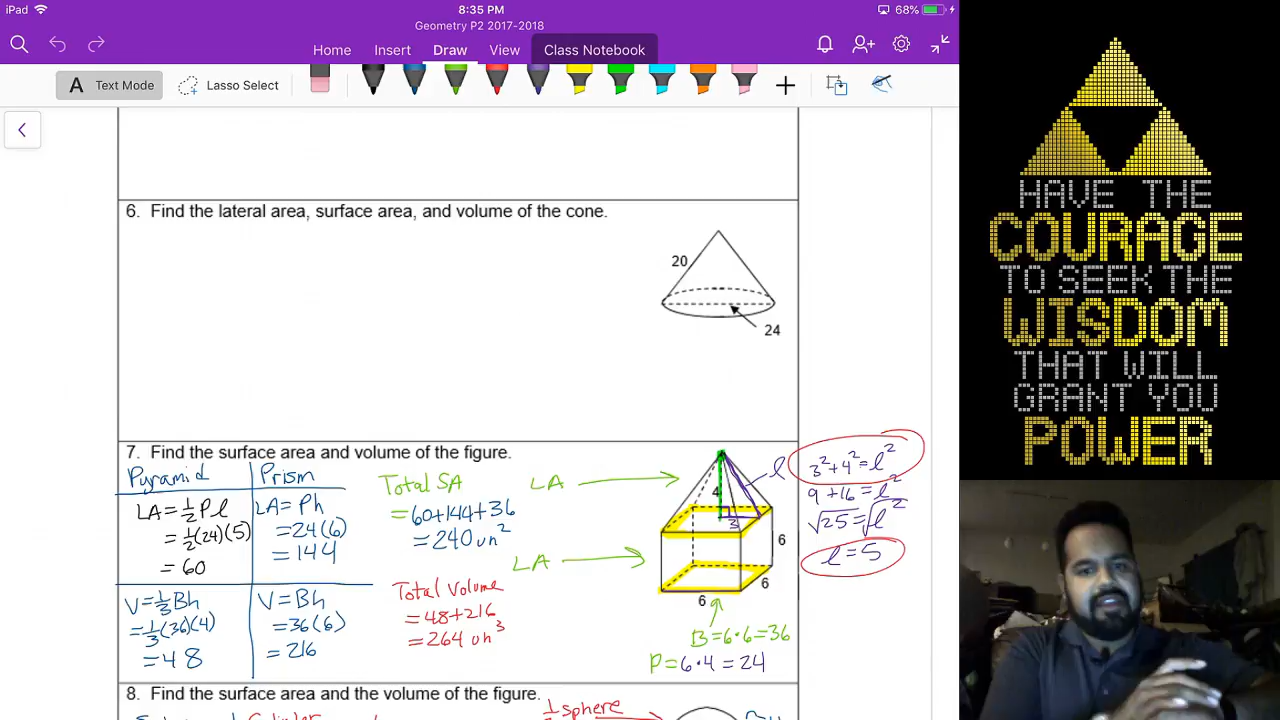 iPad 8:35 PM 68%
Geometry P2 2017-2018
Home Insert Draw View Class Notebook
A Text Mode Lasso Select
6. Find the lateral area, surface area, and volume of the cone.
20
24
7. Find the surface area and volume of the figure.
Pyramid
LA = ½Pl
= ½(24)(5)
= 60
V = ⅓Bh
= ⅓(36)(4)
= 48
Prism
LA = Ph
= 24(6)
= 144
V = Bh
= 36(6)
= 216
Total SA
= 60+144+36
= 240 un²
Total Volume
= 48+216
= 264 un³
LA
LA
l
4
3
6
6
6
B = 6·6 = 36
P = 6·4 = 24
3²+4²=l²
9+16=l²
√25=√l²
l=5
8. Find the surface area and the volume of the figure.
½ sphere
HAVE THE
COURAGE
TO SEEK THE
WISDOM
THAT WILL
GRANT YOU
POWER